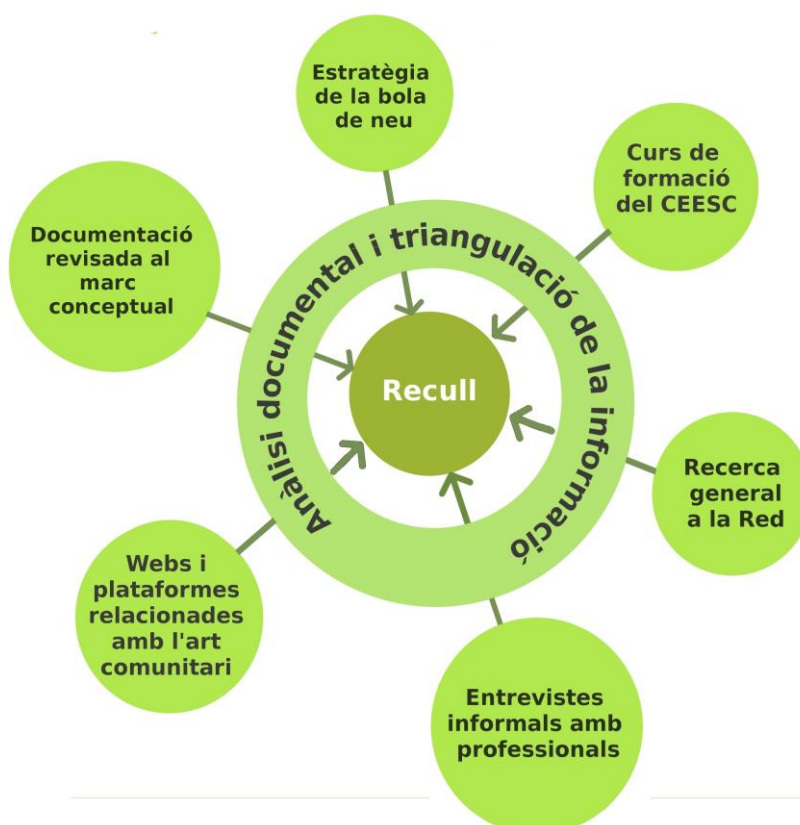 Estratègia
de la bola
de neu
Curs de
formació
del CEESC
Documentació
revisada al
marc
conceptual
Anàlisi documental i triangulació de la informació
Recull
Recerca
general
a la Red
Webs i
plataformes
relacionades
amb l'art
comunitari
Entrevistes
informals amb
professionals